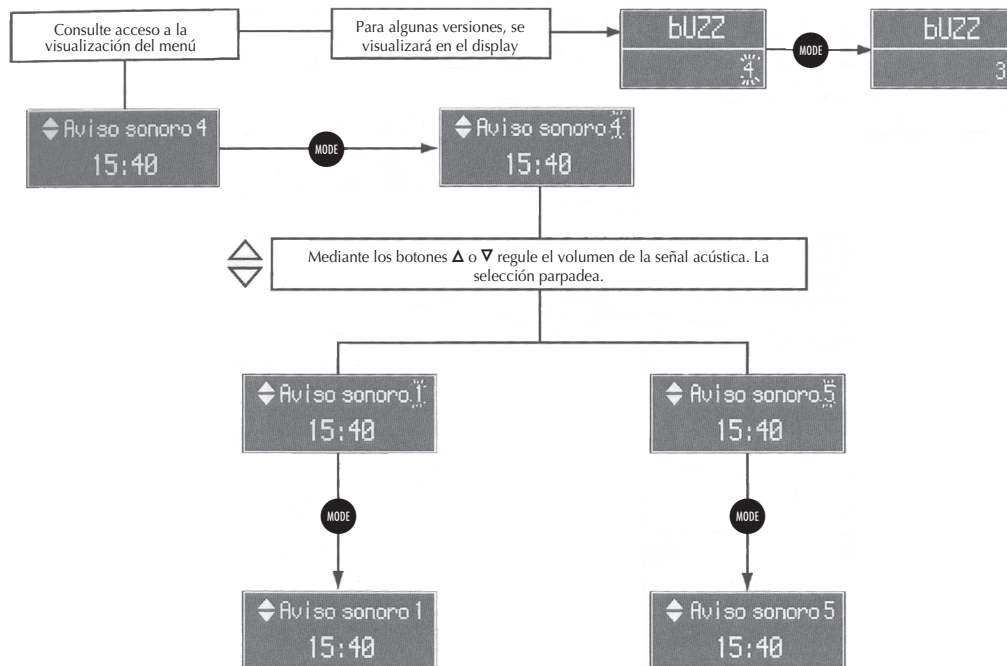 Consulte acceso a la
visualización del menú
Para algunas versiones, se
visualizará en el display
bUZZ
4
MODE
bUZZ
3
Aviso sonoro 4
15:40
MODE
Aviso sonoro 4
15:40
Mediante los botones Δ o ∇ regule el volumen de la señal acústica. La
selección parpadea.
Aviso sonoro 1
15:40
Aviso sonoro 5
15:40
MODE
MODE
Aviso sonoro 1
15:40
Aviso sonoro 5
15:40